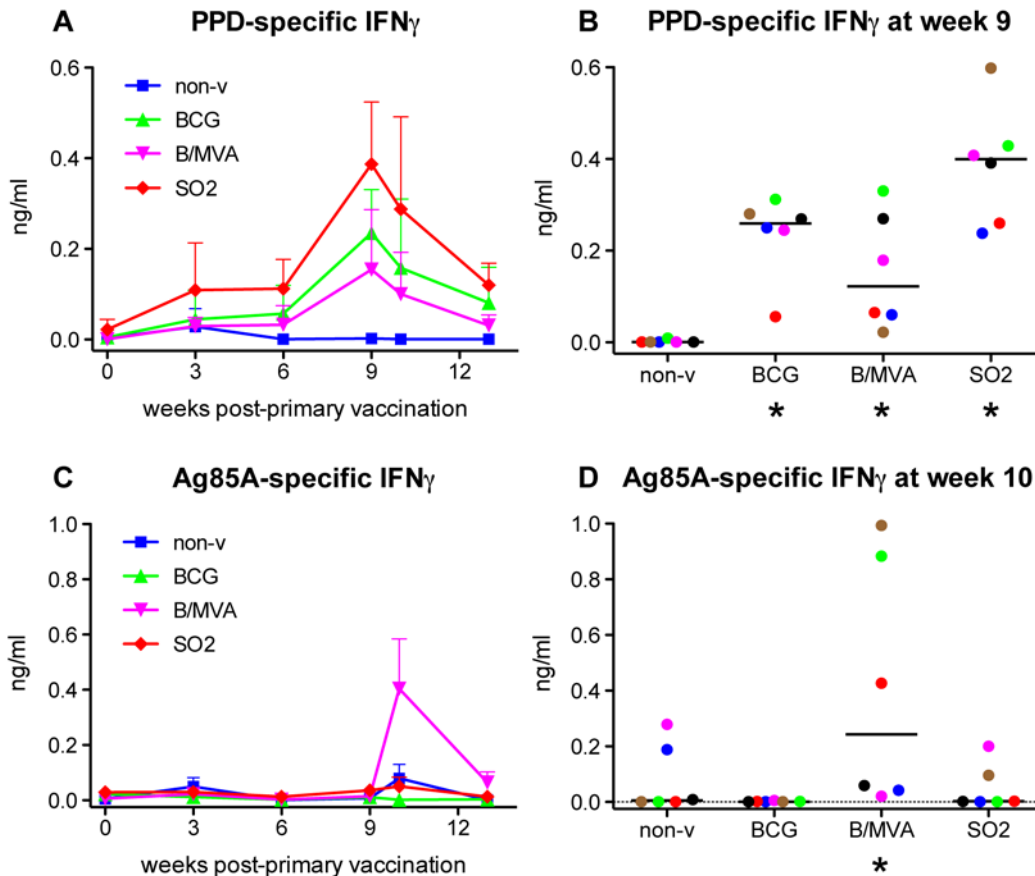 A PPD-specific IFNγ
ng/ml
0.6
0.4
0.2
0.0
non-v
BCG
B/MVA
SO2
0 3 6 9 12
weeks post-primary vaccination
B PPD-specific IFNγ at week 9
ng/ml
0.6
0.4
0.2
0.0
non-v BCG B/MVA SO2
* * *
C Ag85A-specific IFNγ
ng/ml
1.0
0.8
0.6
0.4
0.2
0.0
non-v
BCG
B/MVA
SO2
0 3 6 9 12
weeks post-primary vaccination
D Ag85A-specific IFNγ at week 10
ng/ml
1.0
0.8
0.6
0.4
0.2
0.0
non-v BCG B/MVA SO2
*